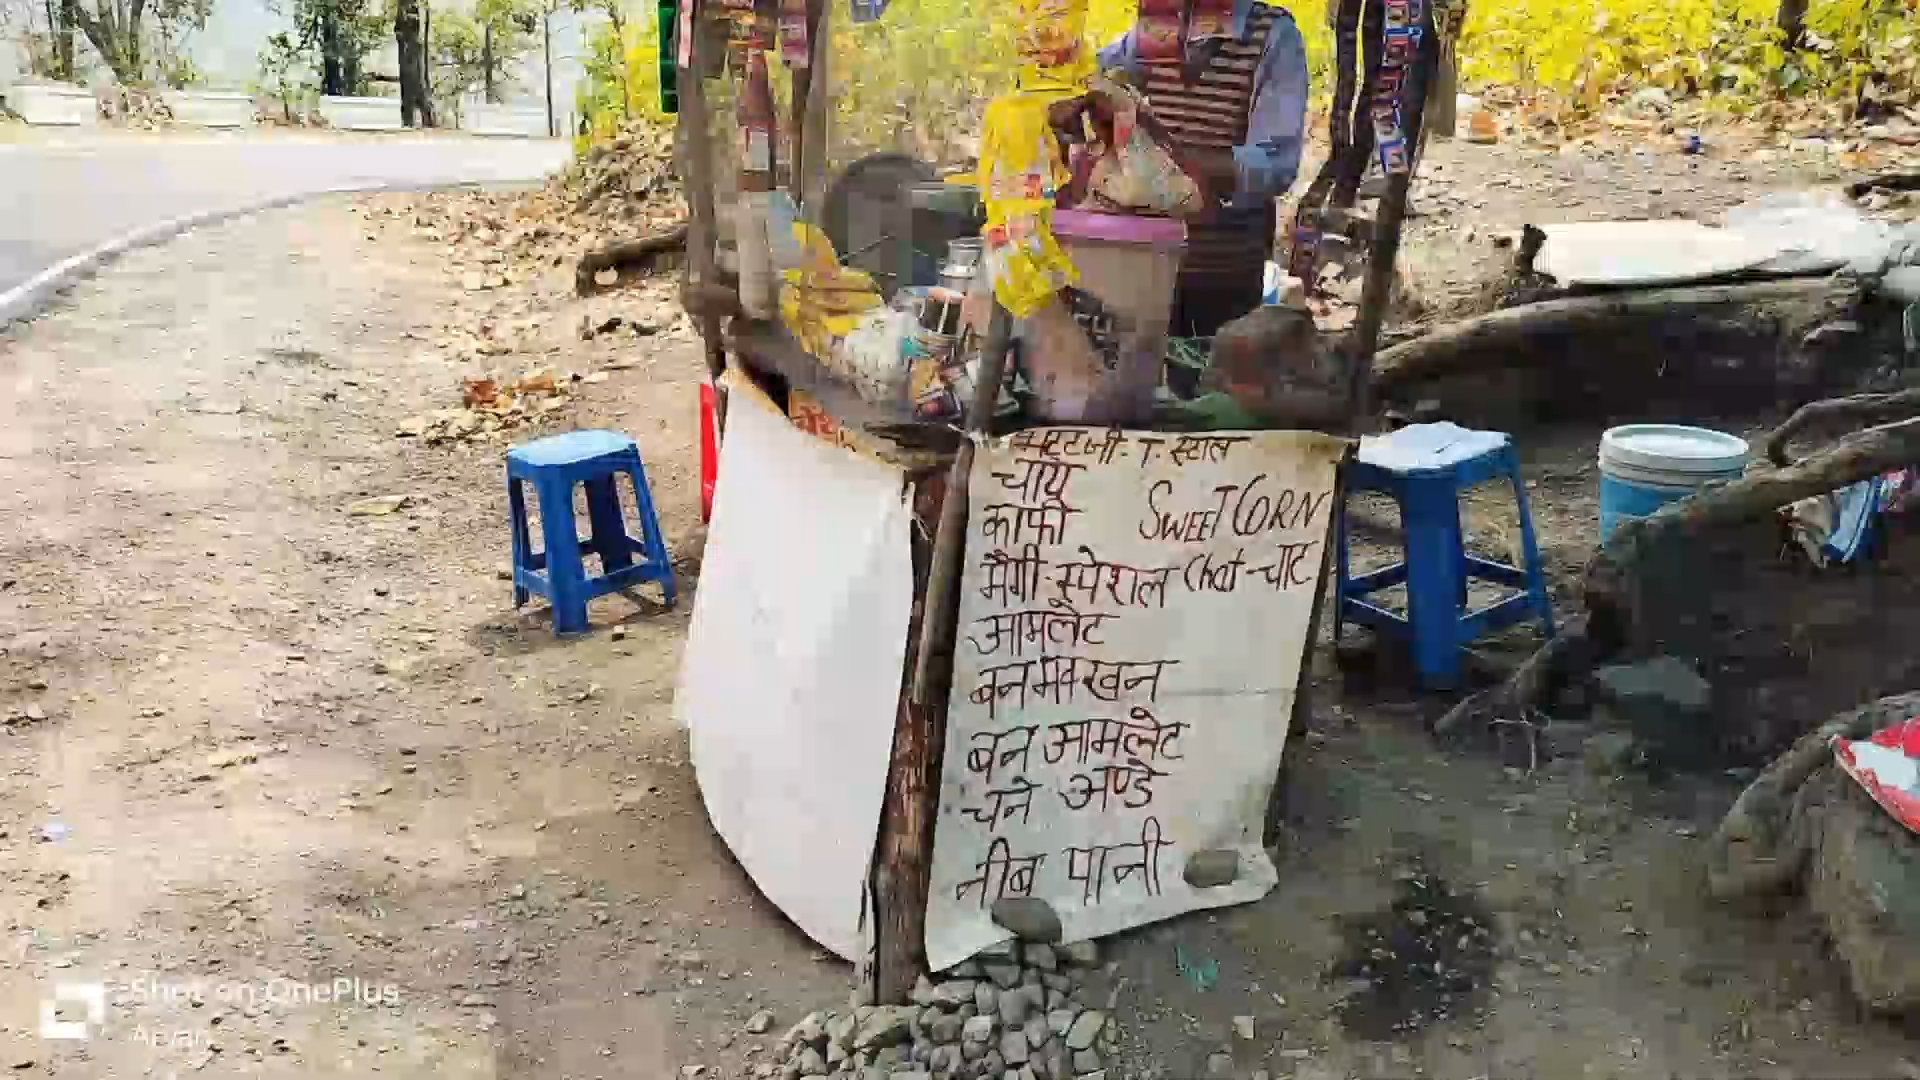 T. स्टाल
चाय
काफी
SWEET CORN
मैगी-स्पेशल
Chat-चाट
आमलेट
बनमक्खन
बन आमलेट
चने अण्डे
नीबू पानी
Shot on OnePlus